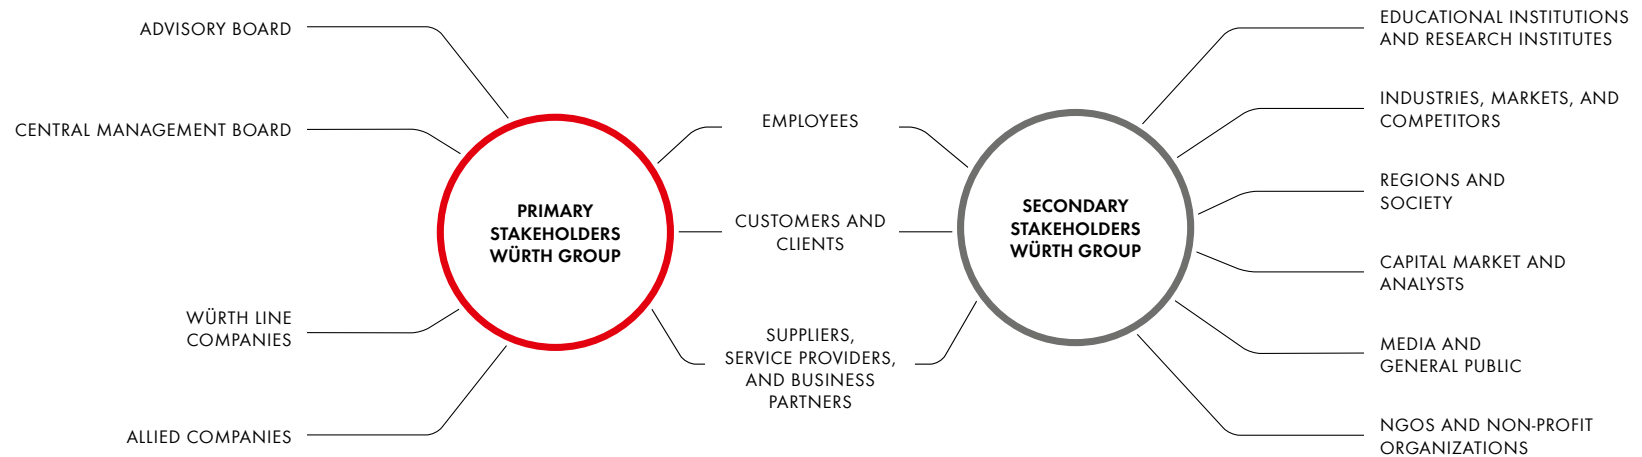 ADVISORY BOARD
CENTRAL MANAGEMENT BOARD
WÜRTH LINE
COMPANIES
ALLIED COMPANIES
PRIMARY
STAKEHOLDERS
WÜRTH GROUP
EMPLOYEES
CUSTOMERS AND
CLIENTS
SUPPLIERS,
SERVICE PROVIDERS,
AND BUSINESS
PARTNERS
SECONDARY
STAKEHOLDERS
WÜRTH GROUP
EDUCATIONAL INSTITUTIONS
AND RESEARCH INSTITUTES
INDUSTRIES, MARKETS, AND
COMPETITORS
REGIONS AND
SOCIETY
CAPITAL MARKET AND
ANALYSTS
MEDIA AND
GENERAL PUBLIC
NGOS AND NON-PROFIT
ORGANIZATIONS